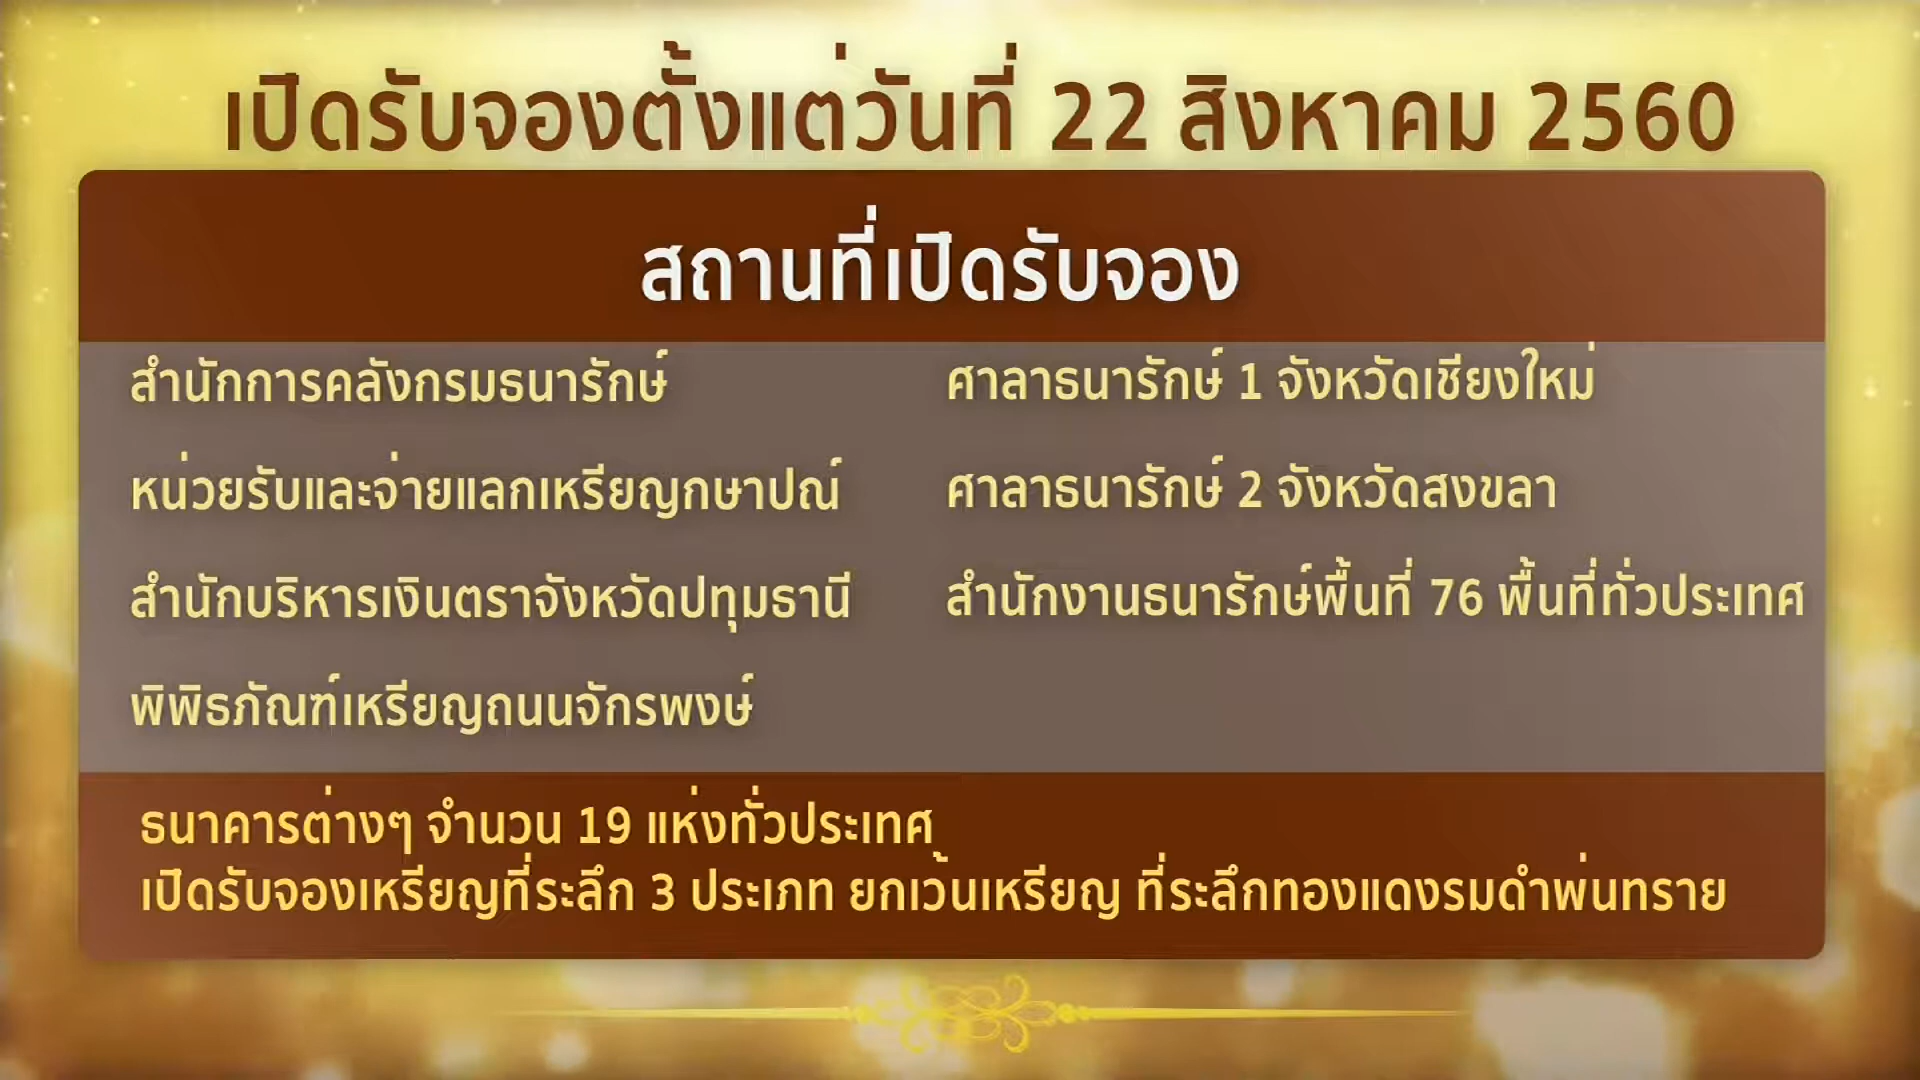 เปิดรับจองตั้งแต่วันที่ 22 สิงหาคม 2560
สถานที่เปิดรับจอง
สำนักการคลังกรมธนารักษ์
หน่วยรับและจ่ายแลกเหรียญกษาปณ์
สำนักบริหารเงินตราจังหวัดปทุมธานี
พิพิธภัณฑ์เหรียญถนนจักรพงษ์
ศาลาธนารักษ์ 1 จังหวัดเชียงใหม่
ศาลาธนารักษ์ 2 จังหวัดสงขลา
สำนักงานธนารักษ์พื้นที่ 76 พื้นที่ทั่วประเทศ
ธนาคารต่างๆ จำนวน 19 แห่งทั่วประเทศ
เปิดรับจองเหรียญที่ระลึก 3 ประเภท ยกเว้นเหรียญ ที่ระลึกทองแดงรมดำพ่นทราย